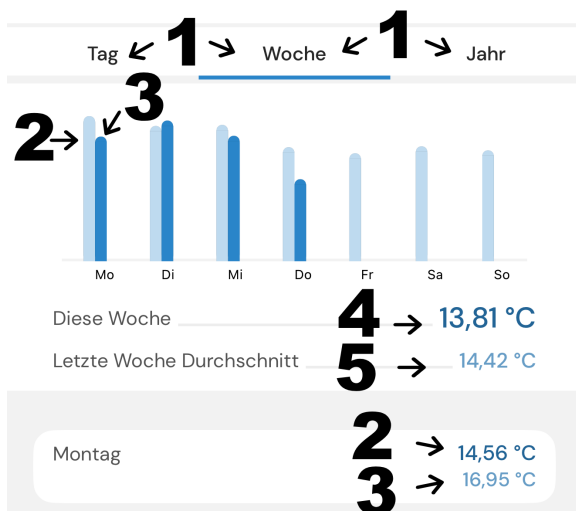 Tag 1 Woche 1 Jahr
3
2
Mo Di Mi Do Fr Sa So
Diese Woche 4 13,81 °C
Letzte Woche Durchschnitt 5 14,42 °C
Montag 2 14,56 °C
3 16,95 °C